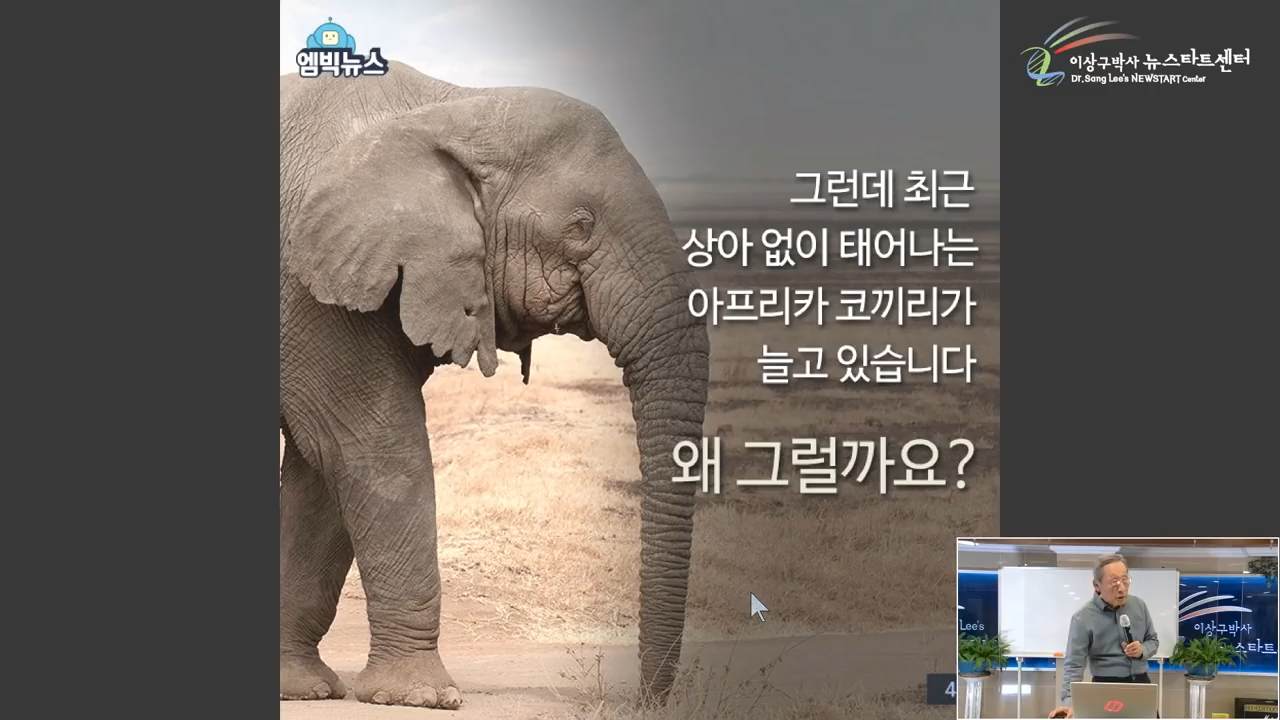 엠빅뉴스
이상구박사 뉴스타트센터
Dr. Sang Lee's NEWSTART Center
그런데 최근
상아 없이 태어나는
아프리카 코끼리가
늘고 있습니다
왜 그럴까요?
4
Lee's
이상구박사
뉴스타트